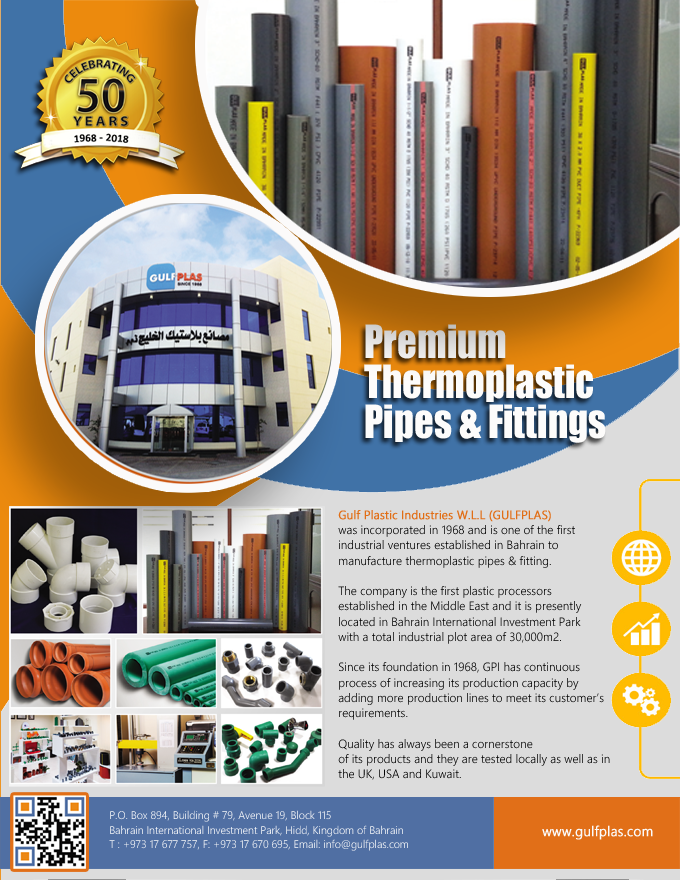 CELEBRATING
50
YEARS
1968 - 2018
GULFPLAS
SINCE 1968
مصانع بلاستيك الخليج ذ.م.م
Premium
Thermoplastic
Pipes & Fittings
Gulf Plastic Industries W.L.L (GULFPLAS)
was incorporated in 1968 and is one of the first
industrial ventures established in Bahrain to
manufacture thermoplastic pipes & fitting.
The company is the first plastic processors
established in the Middle East and it is presently
located in Bahrain International Investment Park
with a total industrial plot area of 30,000m2.
Since its foundation in 1968, GPI has continuous
process of increasing its production capacity by
adding more production lines to meet its customer's
requirements.
Quality has always been a cornerstone
of its products and they are tested locally as well as in
the UK, USA and Kuwait.
P.O. Box 894, Building # 79, Avenue 19, Block 115
Bahrain International Investment Park, Hidd, Kingdom of Bahrain
T : +973 17 677 757, F: +973 17 670 695, Email: info@gulfplas.com
www.gulfplas.com